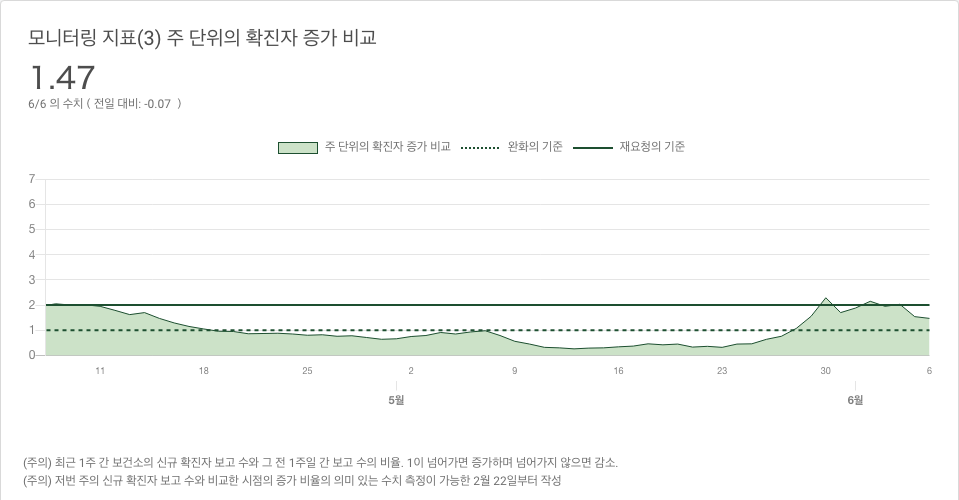 모니터링 지표(3) 주 단위의 확진자 증가 비교
1.47
6/6 의 수치 ( 전일 대비: -0.07 )
주 단위의 확진자 증가 비교 완화의 기준 재요청의 기준
7
6
5
4
3
2
1
0
11 18 25 2 9 16 23 30 6
5월 6월
(주의) 최근 1주 간 보건소의 신규 확진자 보고 수와 그 전 1주일 간 보고 수의 비율. 1이 넘어가면 증가하며 넘어가지 않으면 감소.
(주의) 저번 주의 신규 확진자 보고 수와 비교한 시점의 증가 비율의 의미 있는 수치 측정이 가능한 2월 22일부터 작성